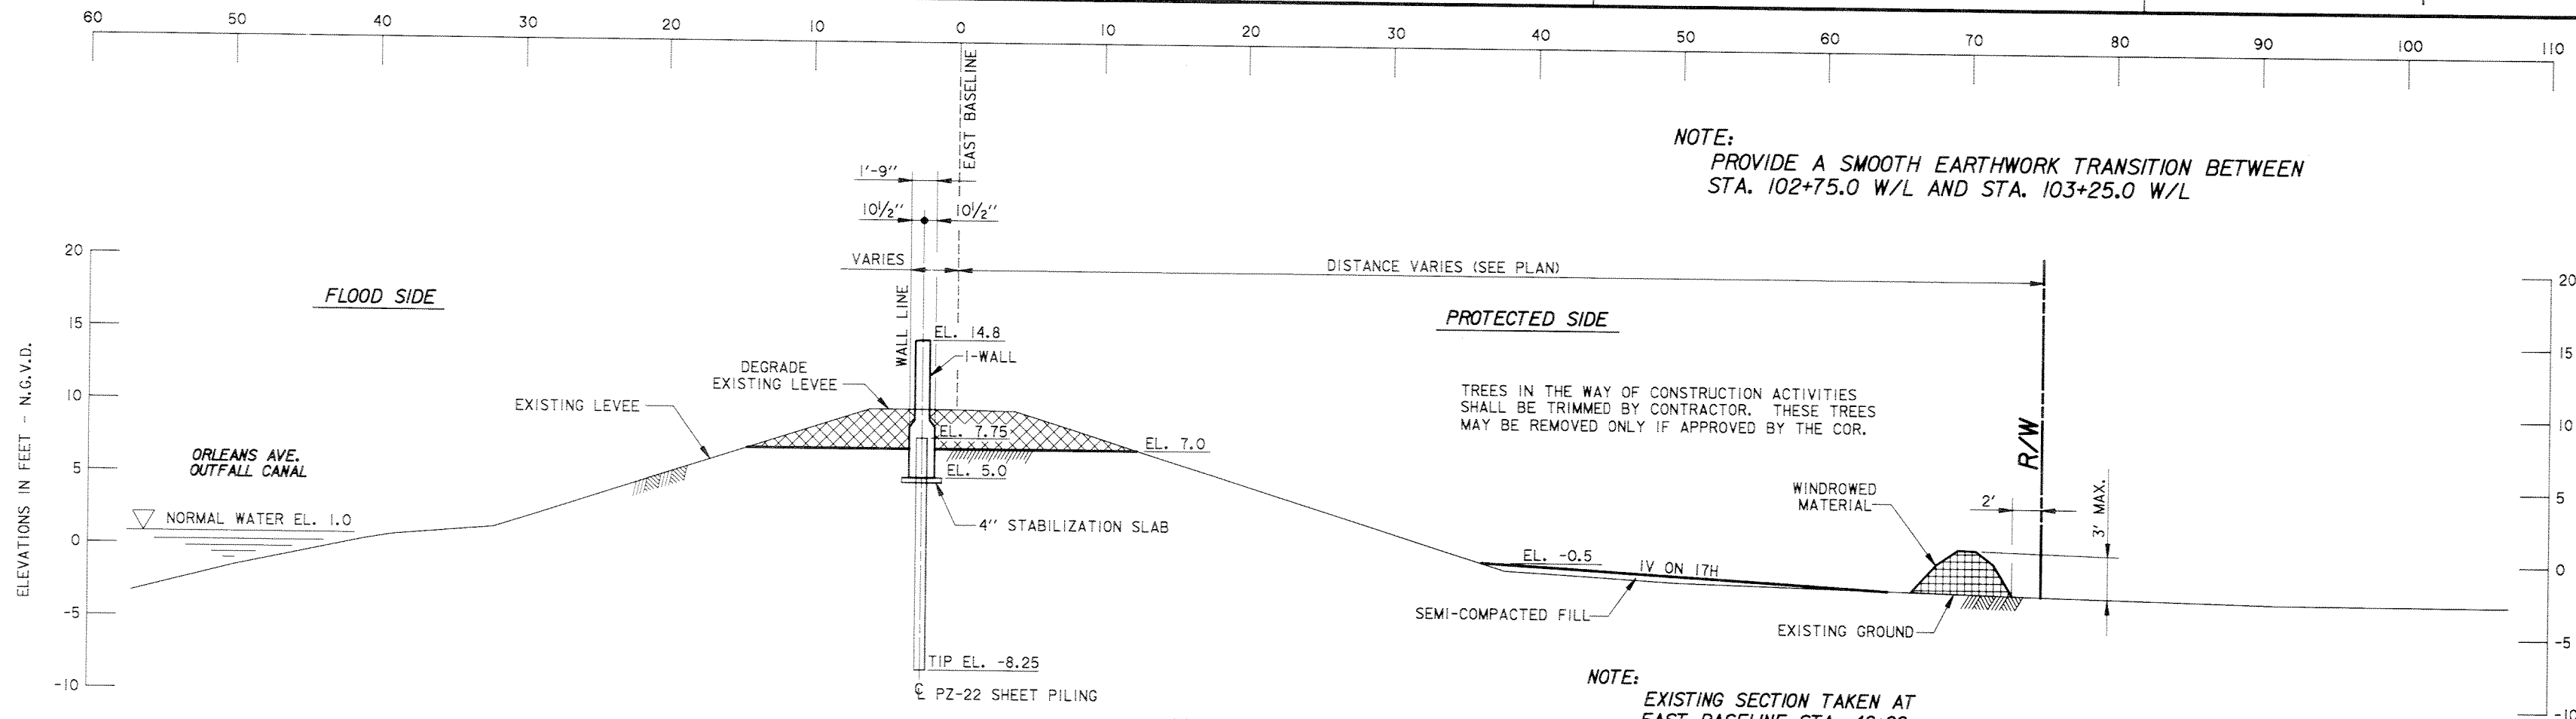 60 50 40 30 20 10 0 10 20 30 40 50 60 70 80 90 100 110
EAST BASELINE
NOTE:
PROVIDE A SMOOTH EARTHWORK TRANSITION BETWEEN
STA. 102+75.0 W/L AND STA. 103+25.0 W/L
1'-9"
10½" 10½"
VARIES
DISTANCE VARIES (SEE PLAN)
FLOOD SIDE
WALL LINE
PROTECTED SIDE
ELEVATIONS IN FEET - N.G.V.D.
20
15
10
5
0
-5
-10
EL. 14.8
I-WALL
DEGRADE
EXISTING LEVEE
EXISTING LEVEE
ORLEANS AVE.
OUTFALL CANAL
NORMAL WATER EL. 1.0
EL. 7.75
EL. 7.0
EL. 5.0
4" STABILIZATION SLAB
TIP EL. -8.25
℄ PZ-22 SHEET PILING
TREES IN THE WAY OF CONSTRUCTION ACTIVITIES
SHALL BE TRIMMED BY CONTRACTOR. THESE TREES
MAY BE REMOVED ONLY IF APPROVED BY THE COR.
R/W
WINDROWED
MATERIAL
2'
3' MAX.
EL. -0.5
1V ON 17H
SEMI-COMPACTED FILL
EXISTING GROUND
20
15
10
5
0
-5
-10
NOTE:
EXISTING SECTION TAKEN AT
EAST BASELINE STA.